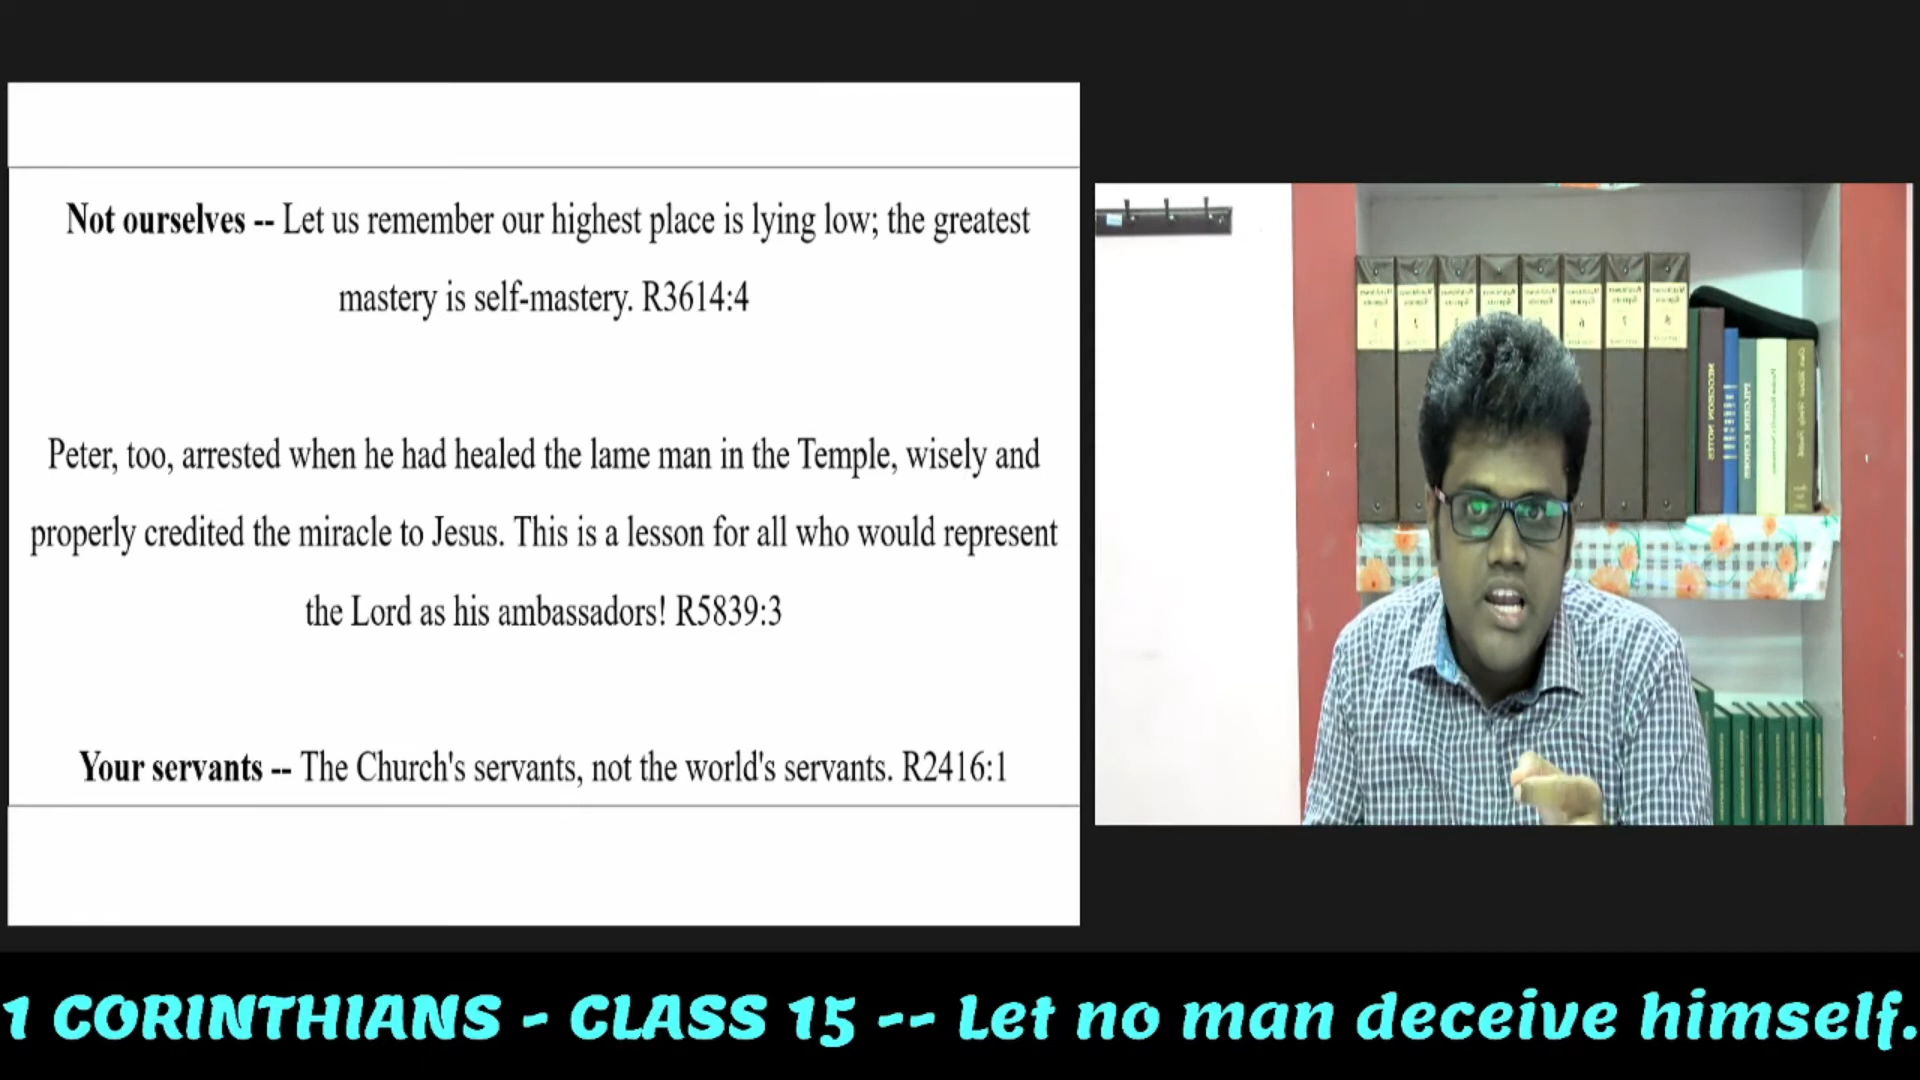 Not ourselves -- Let us remember our highest place is lying low; the greatest
mastery is self-mastery. R3614:4
Peter, too, arrested when he had healed the lame man in the Temple, wisely and
properly credited the miracle to Jesus. This is a lesson for all who would represent
the Lord as his ambassadors! R5839:3
Your servants -- The Church's servants, not the world's servants. R2416:1
1 CORINTHIANS - CLASS 15 -- Let no man deceive himself.